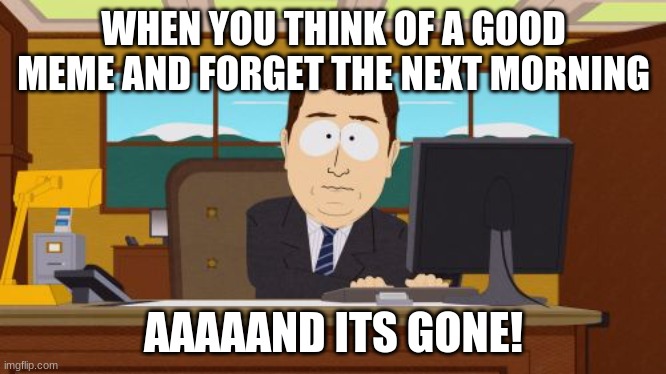 WHEN YOU THINK OF A GOOD
MEME AND FORGET THE NEXT MORNING
AAAAAND ITS GONE!
imgflip.com